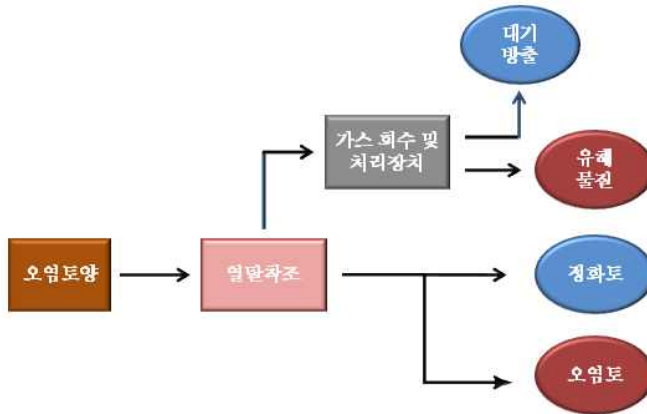 대기
방출
가스 회수 및
처리장치
유해
물질
오염토양
열탈착조
정화토
오염토